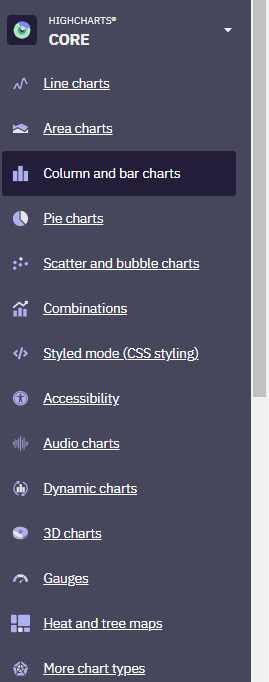 HIGHCHARTS®
CORE
Line charts
Area charts
Column and bar charts
Pie charts
Scatter and bubble charts
Combinations
Styled mode (CSS styling)
Accessibility
Audio charts
Dynamic charts
3D charts
Gauges
Heat and tree maps
More chart types